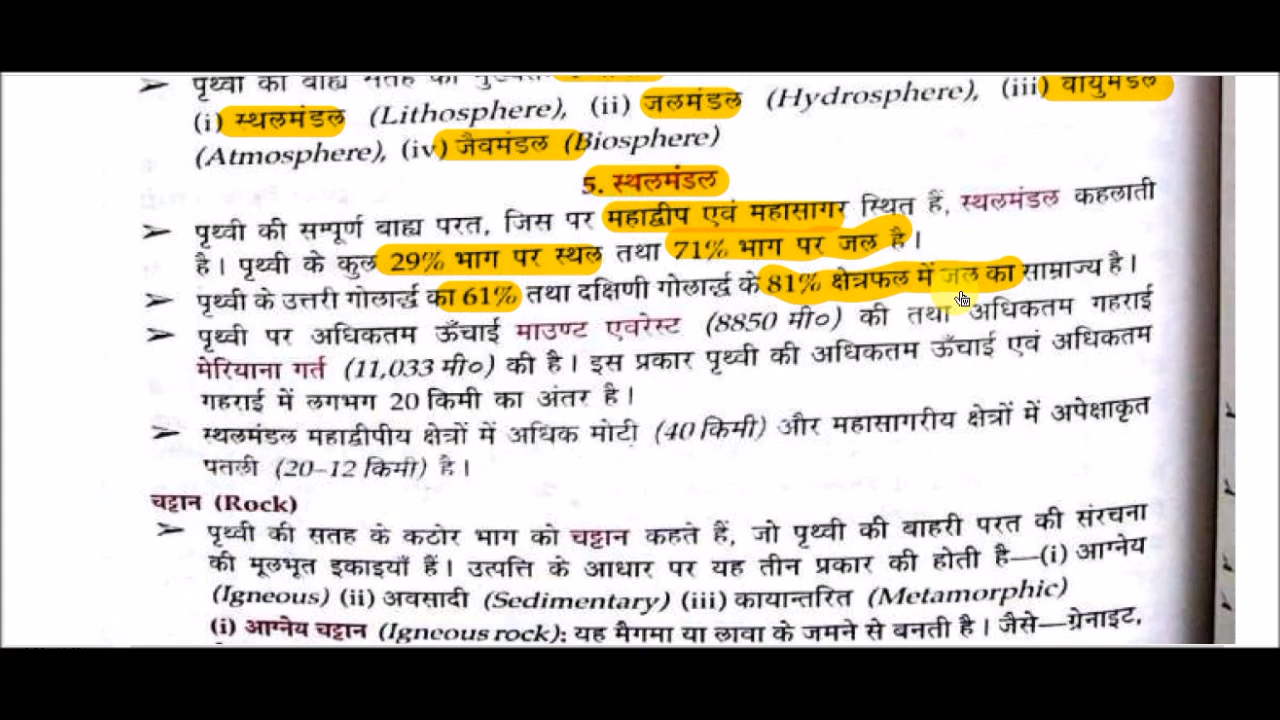 ➤ पृथ्वी की बाह्य सतह को
(i) स्थलमंडल (Lithosphere), (ii) जलमंडल (Hydrosphere), (iii) वायुमंडल
(Atmosphere), (iv) जैवमंडल (Biosphere)
5. स्थलमंडल
➤ पृथ्वी की सम्पूर्ण बाह्य परत, जिस पर महाद्वीप एवं महासागर स्थित हैं, स्थलमंडल कहलाती
है। पृथ्वी के कुल 29% भाग पर स्थल तथा 71% भाग पर जल है।
➤ पृथ्वी के उत्तरी गोलार्द्ध का 61% तथा दक्षिणी गोलार्द्ध के 81% क्षेत्रफल में जल का साम्राज्य है।
➤ पृथ्वी पर अधिकतम ऊँचाई माउण्ट एवरेस्ट (8850 मी०) की तथा अधिकतम गहराई
मेरियाना गर्त (11,033 मी०) की है। इस प्रकार पृथ्वी की अधिकतम ऊँचाई एवं अधिकतम
गहराई में लगभग 20 किमी का अंतर है।
➤ स्थलमंडल महाद्वीपीय क्षेत्रों में अधिक मोटी (40 किमी) और महासागरीय क्षेत्रों में अपेक्षाकृत
पतली (20–12 किमी) है।
चट्टान (Rock)
➤ पृथ्वी की सतह के कठोर भाग को चट्टान कहते हैं, जो पृथ्वी की बाहरी परत की संरचना
की मूलभूत इकाइयाँ हैं। उत्पत्ति के आधार पर यह तीन प्रकार की होती है—(i) आग्नेय
(Igneous) (ii) अवसादी (Sedimentary) (iii) कायान्तरित (Metamorphic)
(i) आग्नेय चट्टान (Igneous rock): यह मैगमा या लावा के जमने से बनती है। जैसे—ग्रेनाइट,